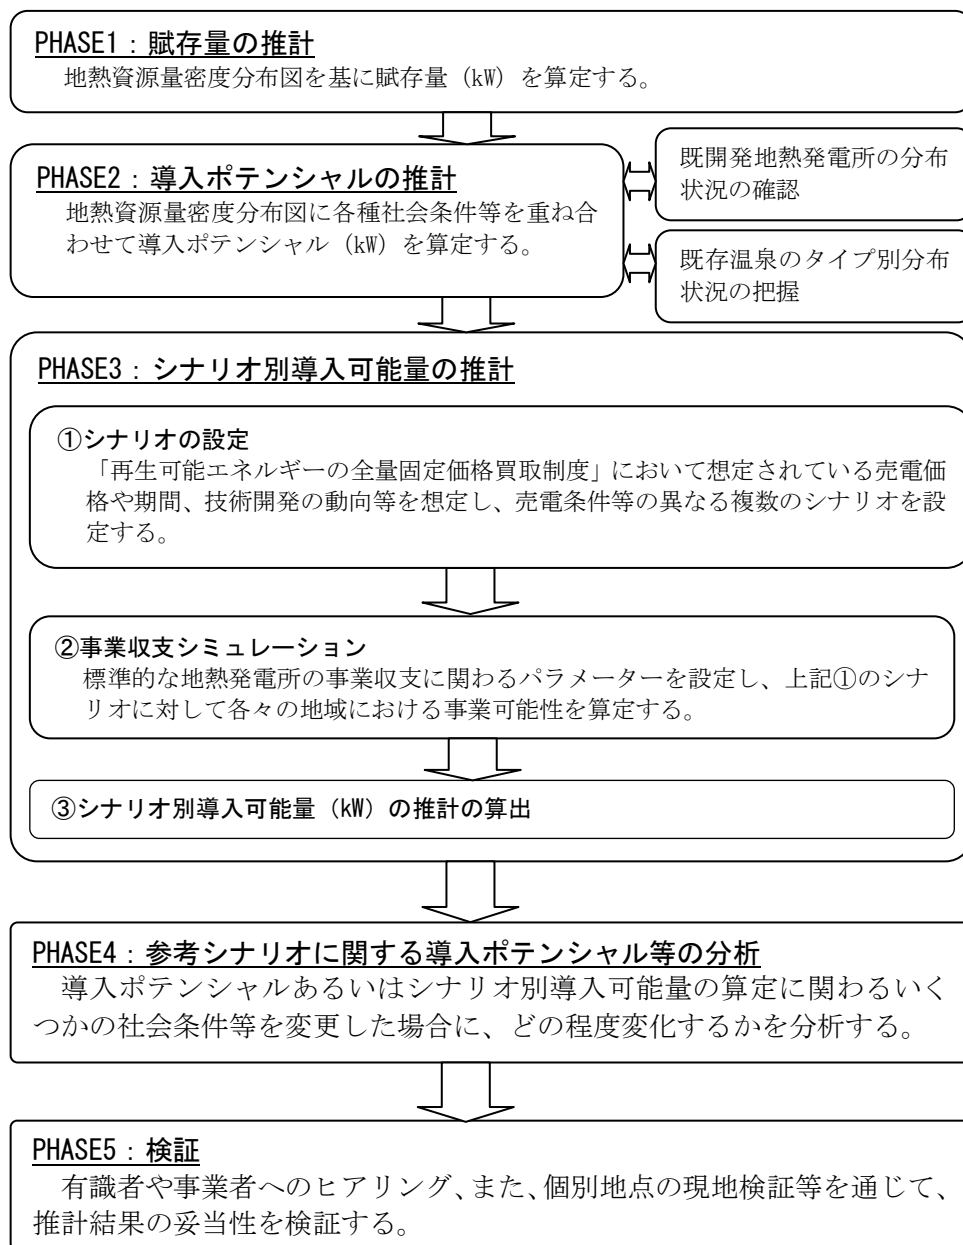 PHASE1:賦存量の推計
地熱資源量密度分布図を基に賦存量（kW）を算定する。
PHASE2:導入ポテンシャルの推計
地熱資源量密度分布図に各種社会条件等を重ね合
わせて導入ポテンシャル（kW）を算定する。
既開発地熱発電所の分布
状況の確認
既存温泉のタイプ別分布
状況の把握
PHASE3:シナリオ別導入可能量の推計
①シナリオの設定
「再生可能エネルギーの全量固定価格買取制度」において想定されている売電価
格や期間、技術開発の動向等を想定し、売電条件等の異なる複数のシナリオを設
定する。
②事業収支シミュレーション
標準的な地熱発電所の事業収支に関わるパラメーターを設定し、上記①のシナ
リオに対して各々の地域における事業可能性を算定する。
③シナリオ別導入可能量（kW）の推計の算出
PHASE4:参考シナリオに関する導入ポテンシャル等の分析
導入ポテンシャルあるいはシナリオ別導入可能量の算定に関わるいく
つかの社会条件等を変更した場合に、どの程度変化するかを分析する。
PHASE5:検証
有識者や事業者へのヒアリング、また、個別地点の現地検証等を通じて、
推計結果の妥当性を検証する。